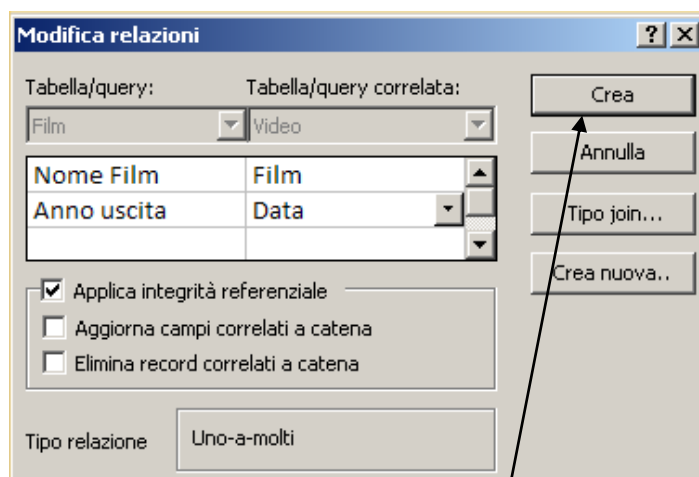 Modifica relazioni
Tabella/query: Tabella/query correlata:
Film Video
Nome Film Film
Anno uscita Data
Applica integrità referenziale
Aggiorna campi correlati a catena
Elimina record correlati a catena
Tipo relazione Uno-a-molti
Crea
Annulla
Tipo join...
Crea nuova..